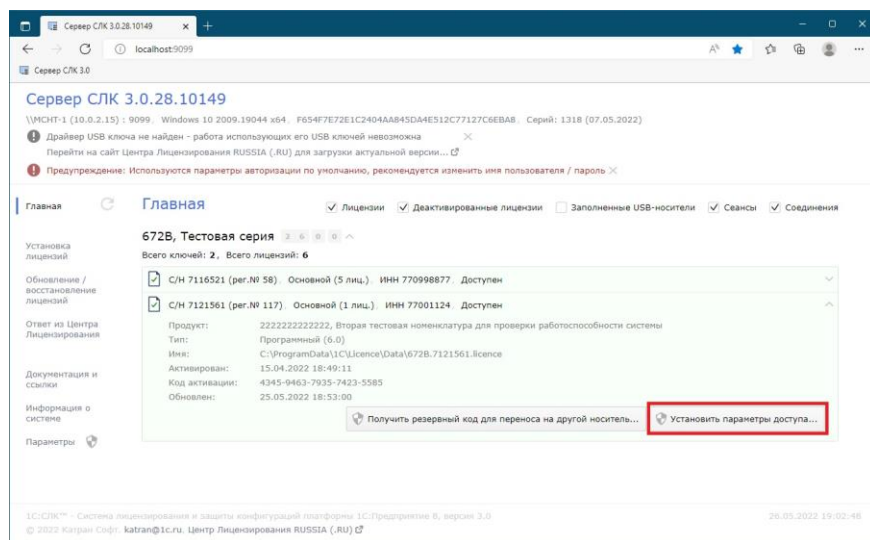 Сервер СЛК 3.0.28.10149
localhost:9099
Сервер СЛК 3.0
Сервер СЛК 3.0.28.10149
\\МСНТ-1 (10.0.2.15) : 9099, Windows 10 2009.19044 x64, F654F7E72E1C2404AA845DA4E512C77127C6EBA8, Серий: 1318 (07.05.2022)
Драйвер USB ключа не найден - работа использующих его USB ключей невозможна
Перейти на сайт Центра Лицензирования RUSSIA (.RU) для загрузки актуальной версии...
Предупреждение: Используются параметры авторизации по умолчанию, рекомендуется изменить имя пользователя / пароль
Главная
Установка лицензий
Обновление / восстановление лицензий
Ответ из Центра Лицензирования
Документация и ссылки
Информация о системе
Параметры
Главная
Лицензии Деактивированные лицензии Заполненные USB-носители Сеансы Соединения
672B, Тестовая серия 2 6 0 0
Всего ключей: 2, Всего лицензий: 6
С/Н 7116521 (рег.№ 58), Основной (5 лиц.), ИНН 770998877, Доступен
С/Н 7121561 (рег.№ 117), Основной (1 лиц.), ИНН 77001124, Доступен
Продукт: 2222222222222, Вторая тестовая номенклатура для проверки работоспособности системы
Тип: Программный (6.0)
Имя: C:\ProgramData\1C\Licence\Data\672B.7121561.licence
Активирован: 15.04.2022 18:49:11
Код активации: 4345-9463-7935-7423-5585
Обновлен: 25.05.2022 18:53:00
Получить резервный код для переноса на другой носитель...
Установить параметры доступа...
1С:СЛК™ - Система лицензирования и защиты конфигураций платформы 1С:Предприятие 8, версия 3.0
26.05.2022 19:02:48
© 2022 Катран Софт. katran@1c.ru. Центр Лицензирования RUSSIA (.RU)